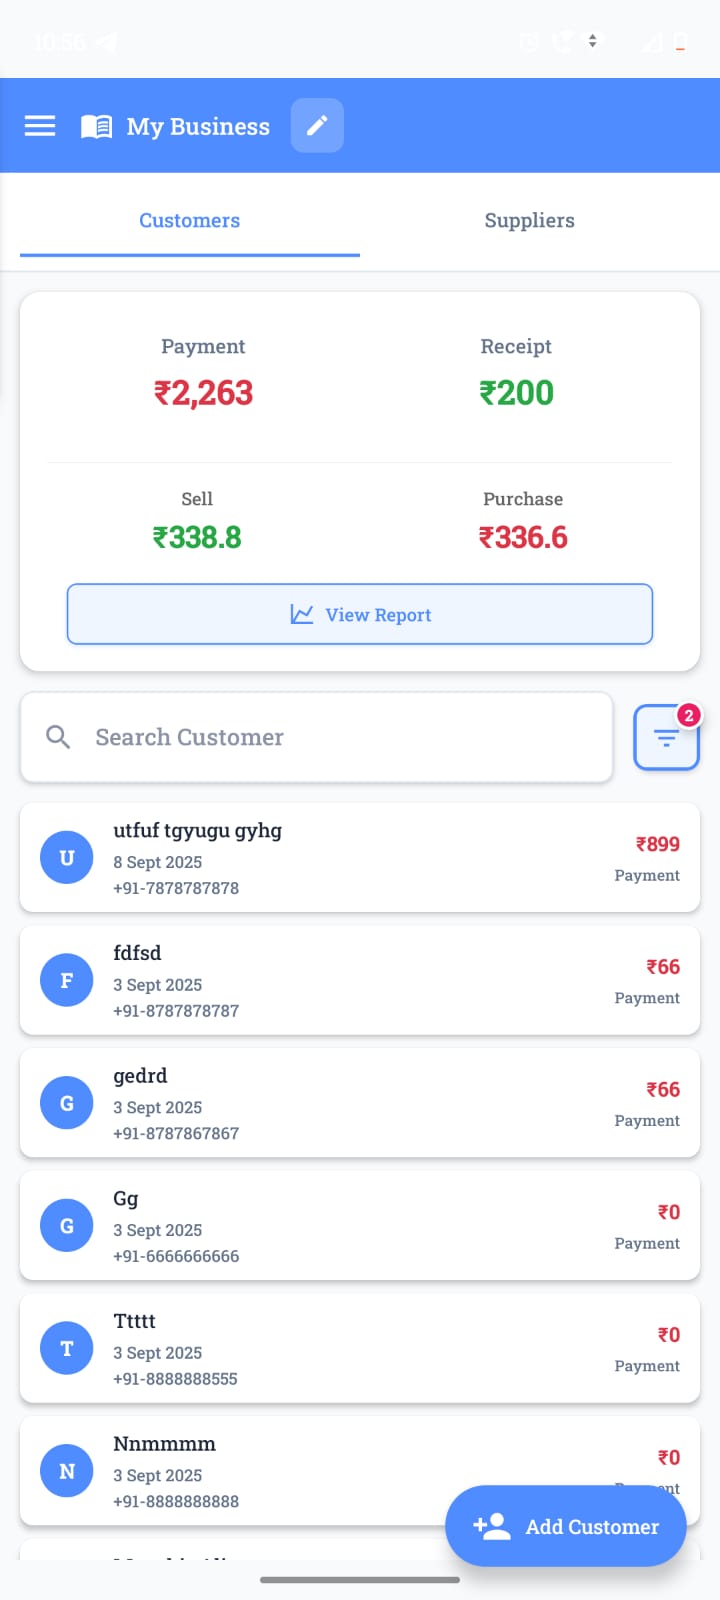 10:56
My Business
Customers
Suppliers
Payment
Receipt
₹2,263
₹200
Sell
Purchase
₹338.8
₹336.6
View Report
Search Customer
2
U
utfuf tgyugu gyhg
8 Sept 2025
+91-7878787878
₹899
Payment
F
fdfsd
3 Sept 2025
+91-8787878787
₹66
Payment
G
gedrd
3 Sept 2025
+91-8787867867
₹66
Payment
G
Gg
3 Sept 2025
+91-6666666666
₹0
Payment
T
Ttttt
3 Sept 2025
+91-8888888555
₹0
Payment
N
Nnmmmm
3 Sept 2025
+91-8888888888
₹0
Add Customer